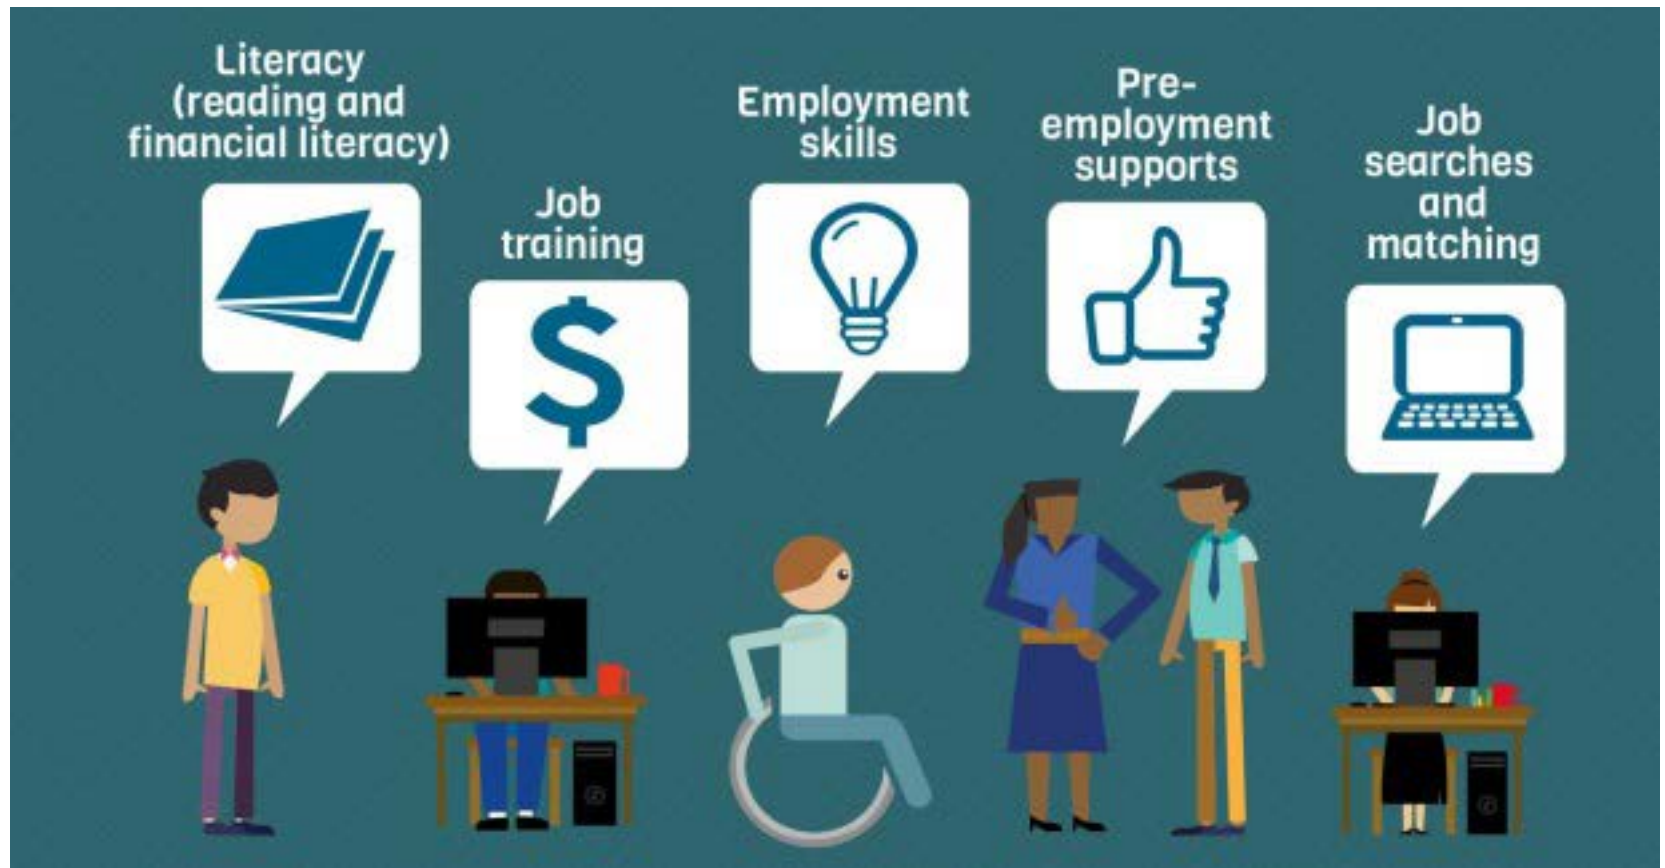 Literacy
(reading and
financial literacy)
Job
training
$
Employment
skills
Pre-
employment
supports
Job
searches
and
matching